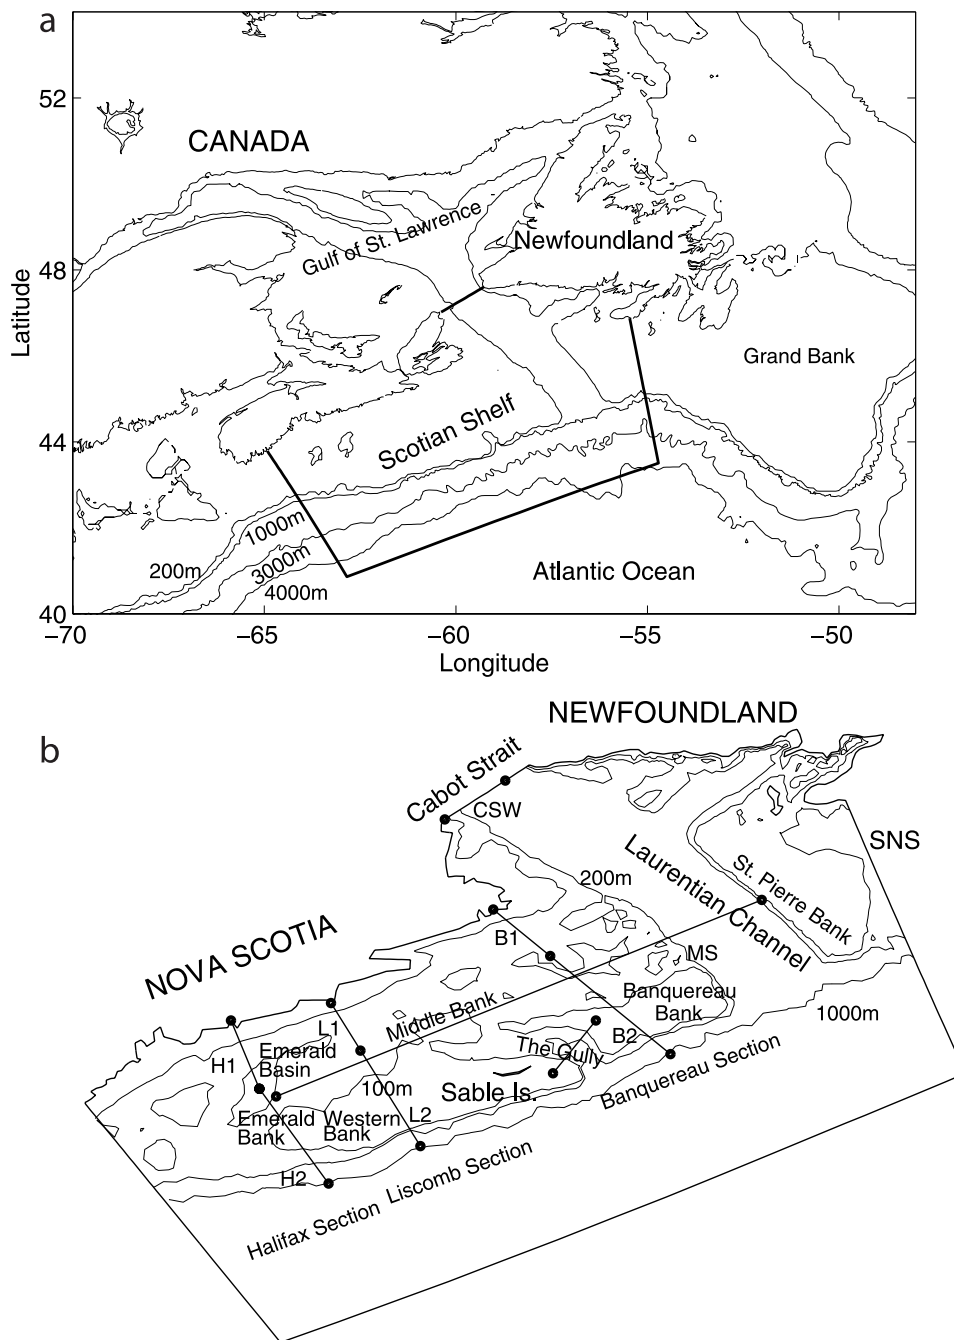 a
52
CANADA
Gulf of St. Lawrence
Newfoundland
48
Latitude
Grand Bank
Scotian Shelf
44
1000m
200m
3000m
4000m
Atlantic Ocean
40
−70
−65
−60
−55
−50
Longitude
NEWFOUNDLAND
b
Cabot Strait
CSW
SNS
Laurentian Channel
St. Pierre Bank
200m
NOVA SCOTIA
B1
MS
Banquereau
Bank
1000m
Middle Bank
L1
H1
Emerald
Basin
The Gully
B2
100m
Sable Is.
Emerald
Bank
Western
Bank
L2
Banquereau Section
H2
Liscomb Section
Halifax Section